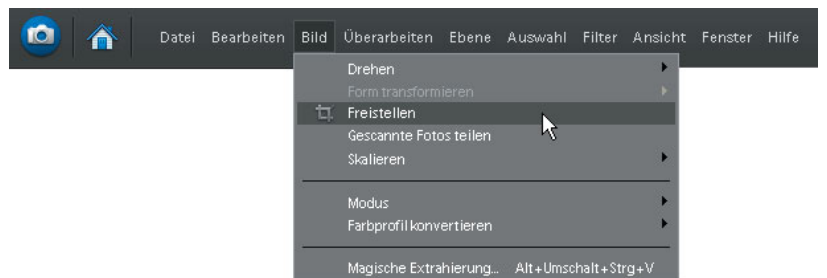 Datei Bearbeiten Bild Überarbeiten Ebene Auswahl Filter Ansicht Fenster Hilfe
Drehen
Form transformieren
Freistellen
Gescannte Fotos teilen
Skalieren
Modus
Farbprofil konvertieren
Magische Extrahierung... Alt+Umschalt+Strg+V